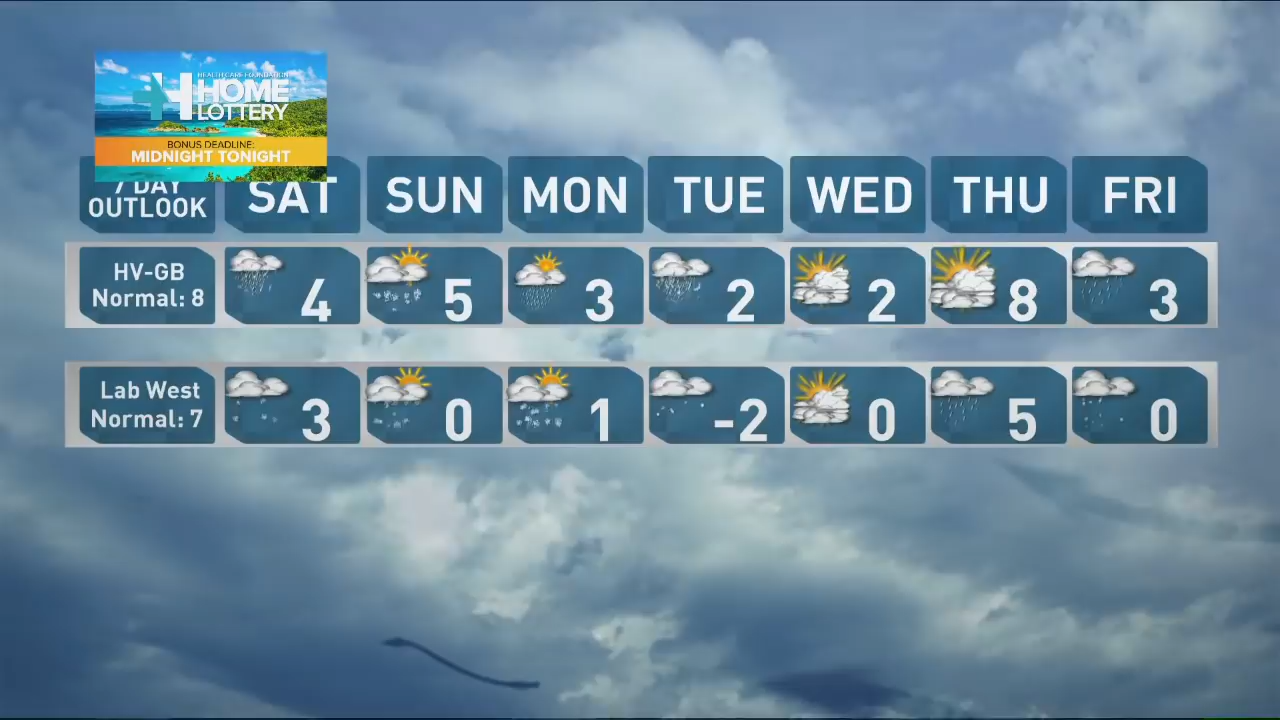 HEALTH CARE FOUNDATION
HOME
LOTTERY
BONUS DEADLINE:
MIDNIGHT TONIGHT
7 DAY
OUTLOOK
SAT SUN MON TUE WED THU FRI
HV-GB
Normal: 8
4 5 3 2 2 8 3
Lab West
Normal: 7
3 0 1 -2 0 5 0